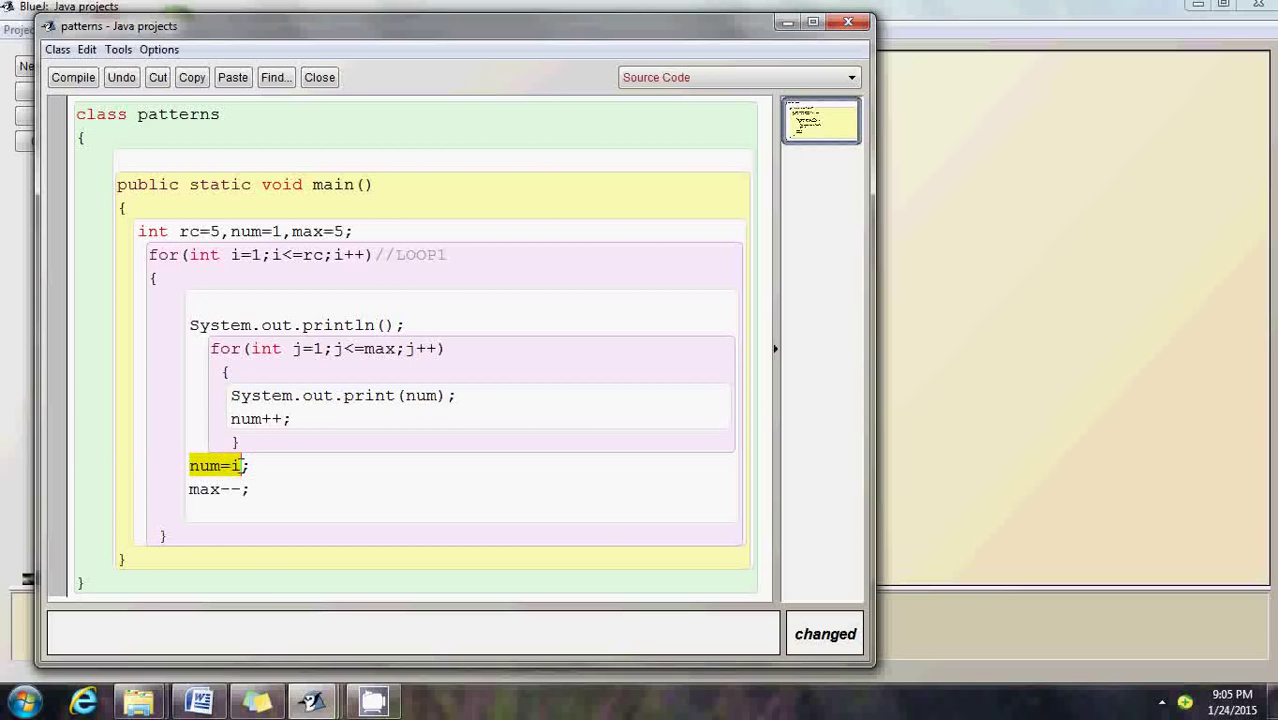 BlueJ: Java projects
patterns - Java projects
Class Edit Tools Options
Compile Undo Cut Copy Paste Find... Close Source Code
class patterns
{
public static void main()
{
int rc=5,num=1,max=5;
for(int i=1;i<=rc;i++)//LOOP1
{
System.out.println();
for(int j=1;j<=max;j++)
{
System.out.print(num);
num++;
}
num=i;
max--;
}
}
}
changed
9:05 PM
1/24/2015